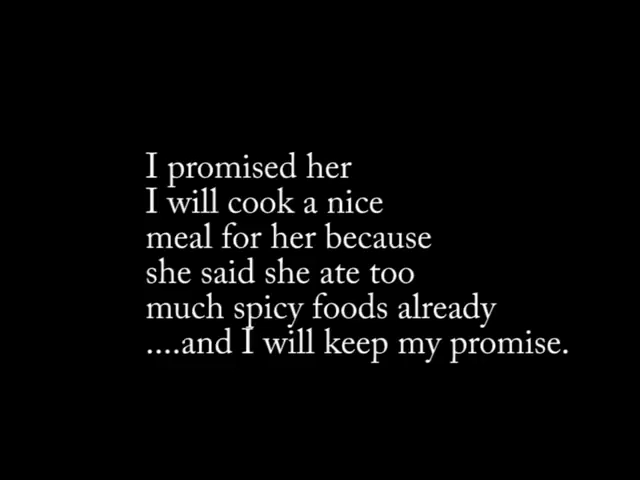 I promised her
I will cook a nice
meal for her because
she said she ate too
much spicy foods already
....and I will keep my promise.